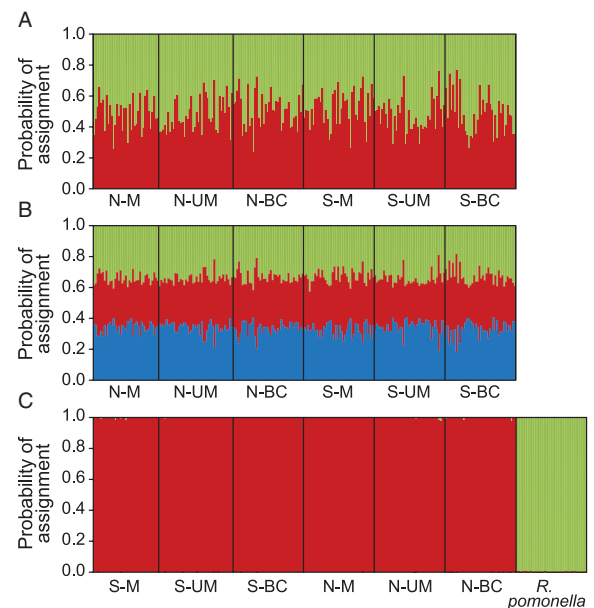 A
Probability of
assignment
1.0
0.8
0.6
0.4
0.2
0.0
N-M N-UM N-BC S-M S-UM S-BC
B
Probability of
assignment
1.0
0.8
0.6
0.4
0.2
0.0
N-M N-UM N-BC S-M S-UM S-BC
C
Probability of
assignment
1.0
0.8
0.6
0.4
0.2
0.0
S-M S-UM S-BC N-M N-UM N-BC R.
pomonella